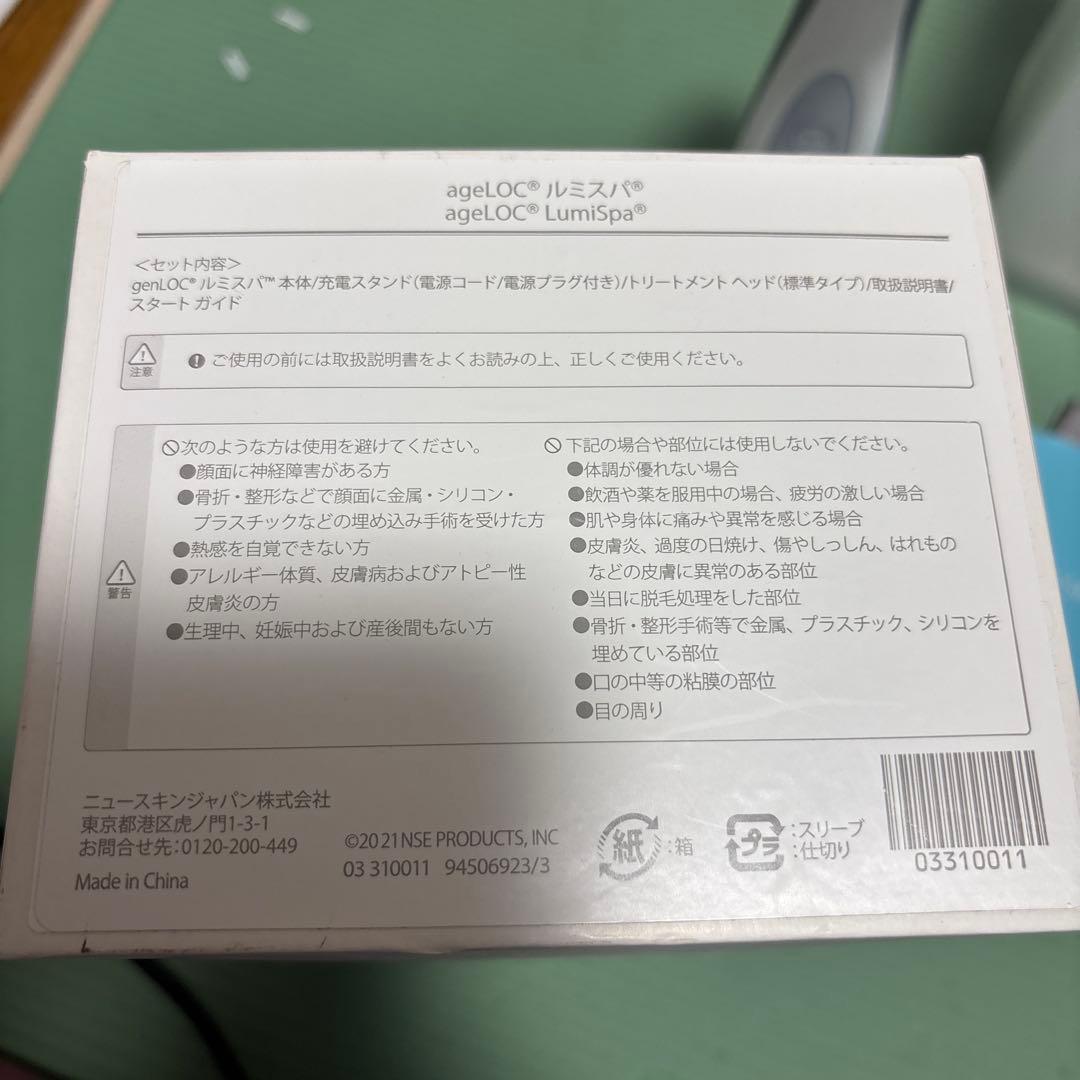 ageLOC® ルミスパ®
ageLOC® LumiSpa®
＜セット内容＞
genLOC® ルミスパ™ 本体/充電スタンド（電源コード/電源プラグ付き）/トリートメント ヘッド（標準タイプ）/取扱説明書/
スタート ガイド
注意
ご使用の前には取扱説明書をよくお読みの上、正しくご使用ください。
警告
次のような方は使用を避けてください。
●顔面に神経障害がある方
●骨折・整形などで顔面に金属・シリコン・
プラスチックなどの埋め込み手術を受けた方
●熱感を自覚できない方
●アレルギー体質、皮膚病およびアトピー性
皮膚炎の方
●生理中、妊娠中および産後間もない方
下記の場合や部位には使用しないでください。
●体調が優れない場合
●飲酒や薬を服用中の場合、疲労の激しい場合
●肌や身体に痛みや異常を感じる場合
●皮膚炎、過度の日焼け、傷やしっしん、はれもの
などの皮膚に異常のある部位
●当日に脱毛処理をした部位
●骨折・整形手術等で金属、プラスチック、シリコンを
埋めている部位
●口の中等の粘膜の部位
●目の周り
ニュースキンジャパン株式会社
東京都港区虎ノ門1-3-1
お問合せ先：0120-200-449
Made in China
©2021 NSE PRODUCTS, INC
03 310011 94506923/3
紙：箱
プラ：スリーブ
：仕切り
03310011